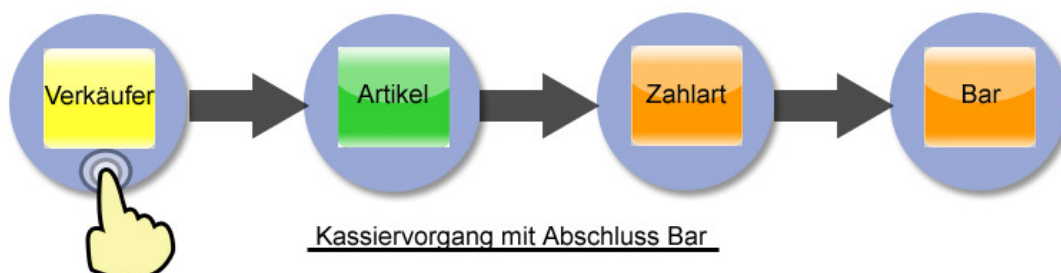 Verkäufer
Artikel
Zahlart
Bar
Kassiervorgang mit Abschluss Bar